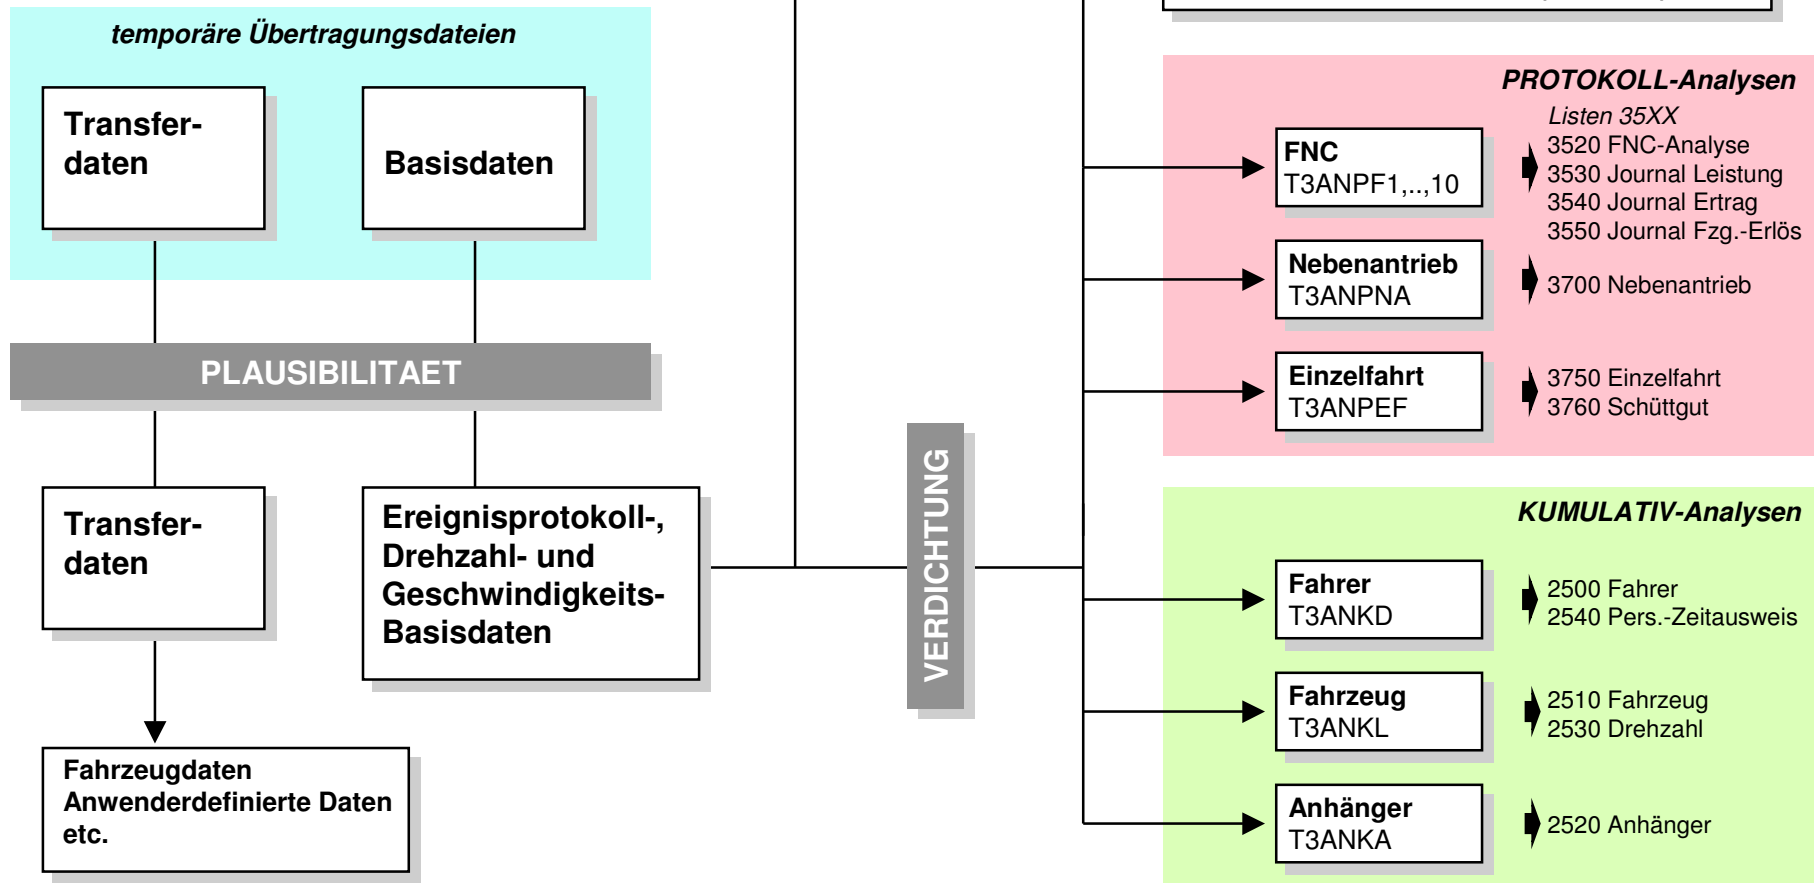 temporäre Übertragungsdateien
Transfer-
daten
Basisdaten
PLAUSIBILITAET
Transfer-
daten
Ereignisprotokoll-,
Drehzahl- und
Geschwindigkeits-
Basisdaten
Fahrzeugdaten
Anwenderdefinierte Daten
etc.
VERDICHTUNG
PROTOKOLL-Analysen
Listen 35XX
FNC
T3ANPF1,..,10
3520 FNC-Analyse
3530 Journal Leistung
3540 Journal Ertrag
3550 Journal Fzg.-Erlös
Nebenantrieb
T3ANPNA
3700 Nebenantrieb
Einzelfahrt
T3ANPEF
3750 Einzelfahrt
3760 Schüttgut
KUMULATIV-Analysen
Fahrer
T3ANKD
2500 Fahrer
2540 Pers.-Zeitausweis
Fahrzeug
T3ANKL
2510 Fahrzeug
2530 Drehzahl
Anhänger
T3ANKA
2520 Anhänger